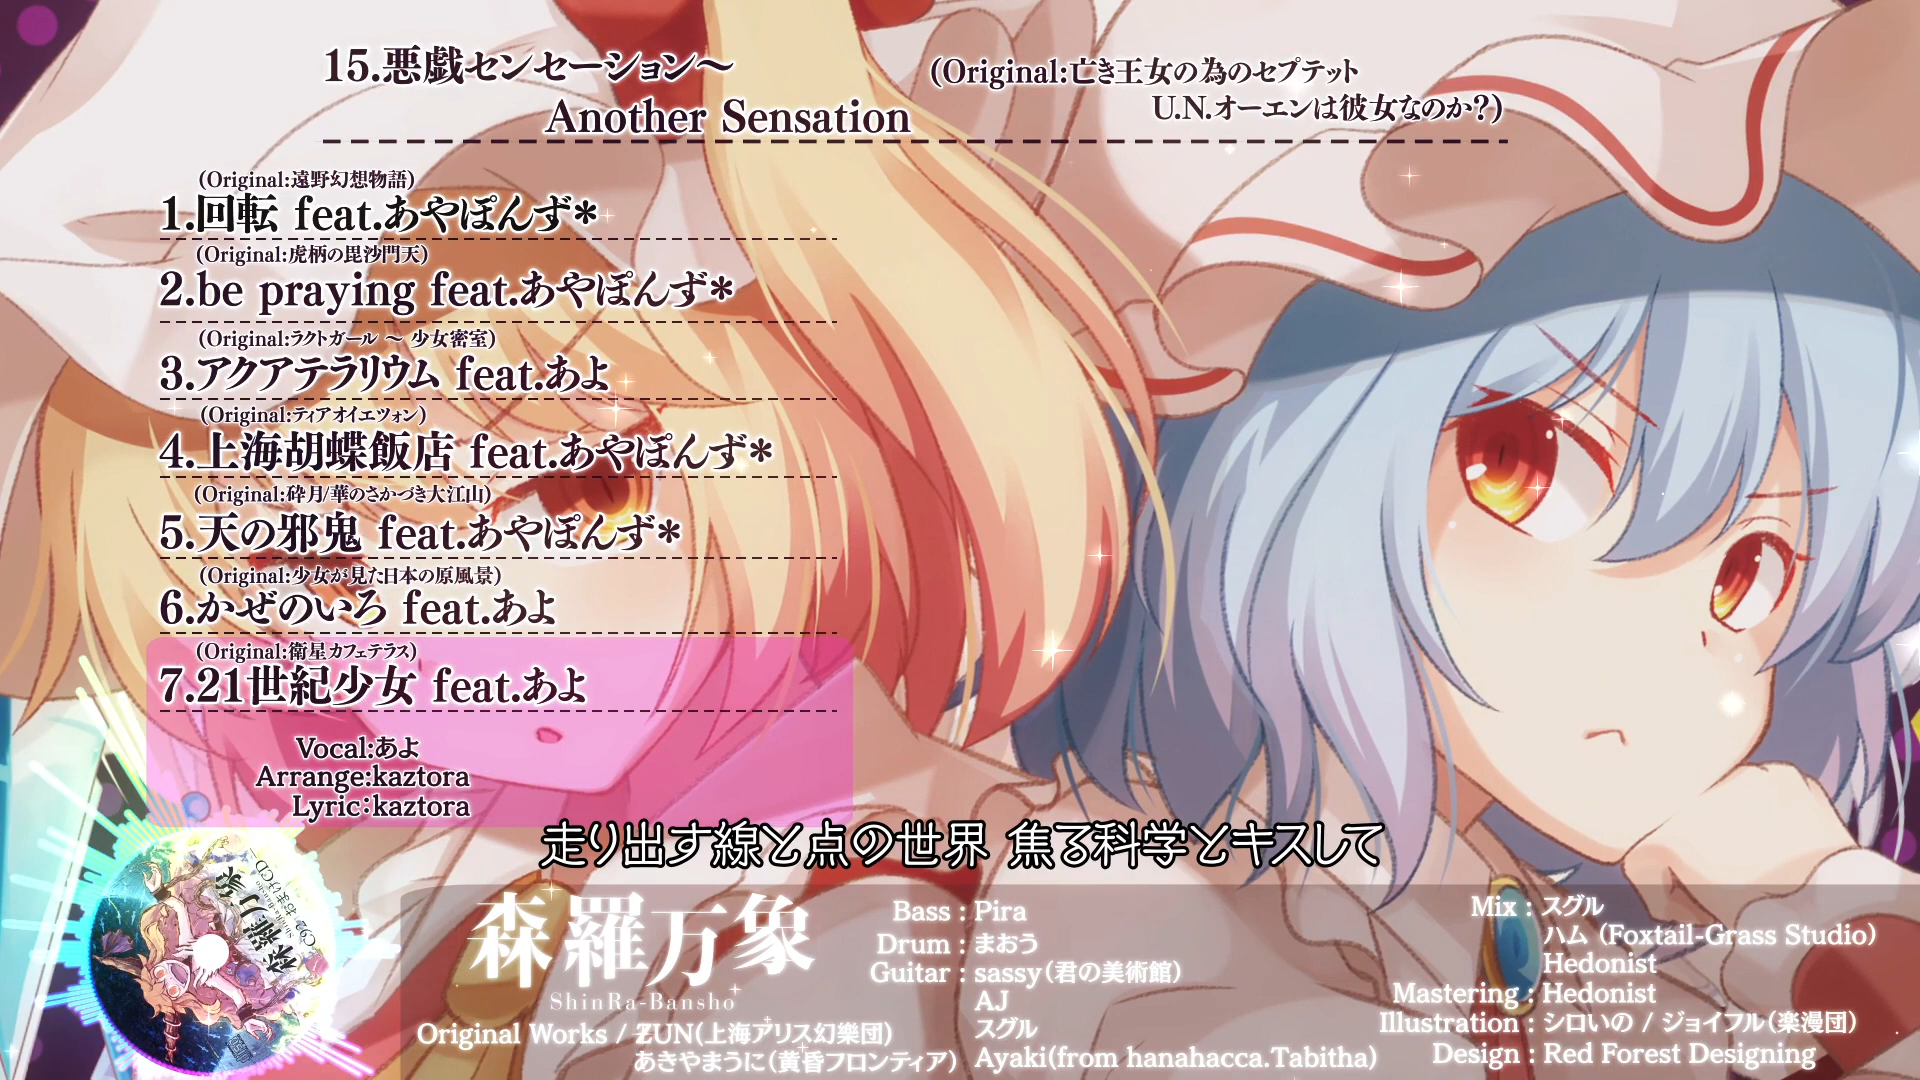 15.悪戯センセーション～
Another Sensation
(Original:亡き王女の為のセプテット
U.N.オーエンは彼女なのか?)
(Original:遠野幻想物語)
1.回転 feat.あやぽんず*
(Original:虎柄の毘沙門天)
2.be praying feat.あやぽんず*
(Original:ラクトガール ～ 少女密室)
3.アクアテラリウム feat.あよ
(Original:ティアオイエツォン)
4.上海胡蝶飯店 feat.あやぽんず*
(Original:砕月/華のさかづき大江山)
5.天の邪鬼 feat.あやぽんず*
(Original:少女が見た日本の原風景)
6.かぜのいろ feat.あよ
(Original:衛星カフェテラス)
7.21世紀少女 feat.あよ
Vocal:あよ
Arrange:kaztora
Lyric:kaztora
走り出す線と点の世界 焦る科学とキスして
森羅万象
ShinRa-Bansho
Original Works / ZUN(上海アリス幻樂団)
あきやまうに(黄昏フロンティア)
Bass : Pira
Drum : まおう
Guitar : sassy(君の美術館)
AJ
スグル
Ayaki(from hanahacca.Tabitha)
Mix : スグル
ハム (Foxtail-Grass Studio)
Hedonist
Mastering : Hedonist
Illustration : シロいの / ジョイフル(楽漫団)
Design : Red Forest Designing
森羅万象
ShinRa-Bansho
C92 おまけCD